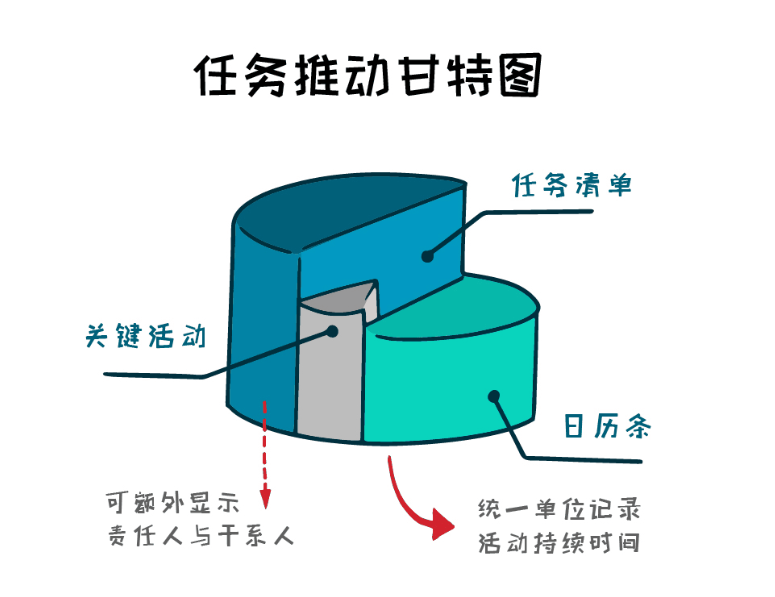 任务推动甘特图
任务清单
关键活动
日历条
可额外显示
责任人与干系人
统一单位记录
活动持续时间